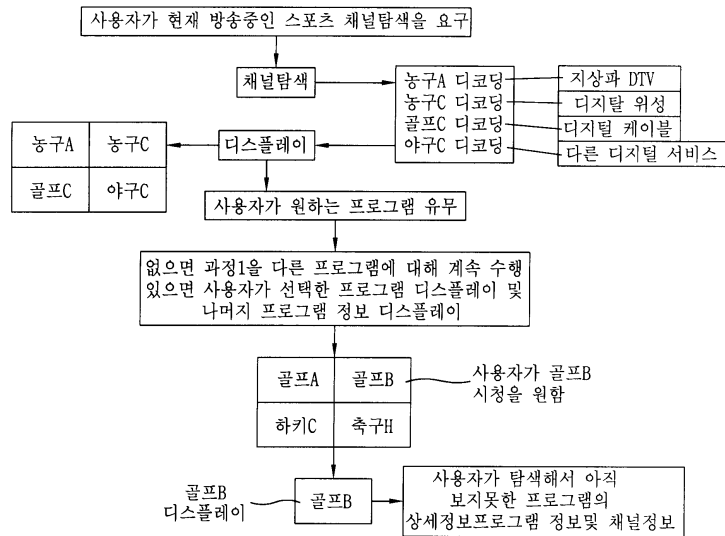 사용자가 현재 방송중인 스포츠 채널탐색을 요구
채널탐색
농구A 디코딩
농구C 디코딩
골프C 디코딩
야구C 디코딩
지상파 DTV
디지탈 위성
디지털 케이블
다른 디지털 서비스
디스플레이
농구A 농구C
골프C 야구C
사용자가 원하는 프로그램 유무
없으면 과정1을 다른 프로그램에 대해 계속 수행
있으면 사용자가 선택한 프로그램 디스플레이 및
나머지 프로그램 정보 디스플레이
골프A 골프B
하키C 축구H
사용자가 골프B
시청을 원함
골프B
디스플레이
골프B
사용자가 탐색해서 아직
보지못한 프로그램의
상세정보프로그램 정보및 채널정보